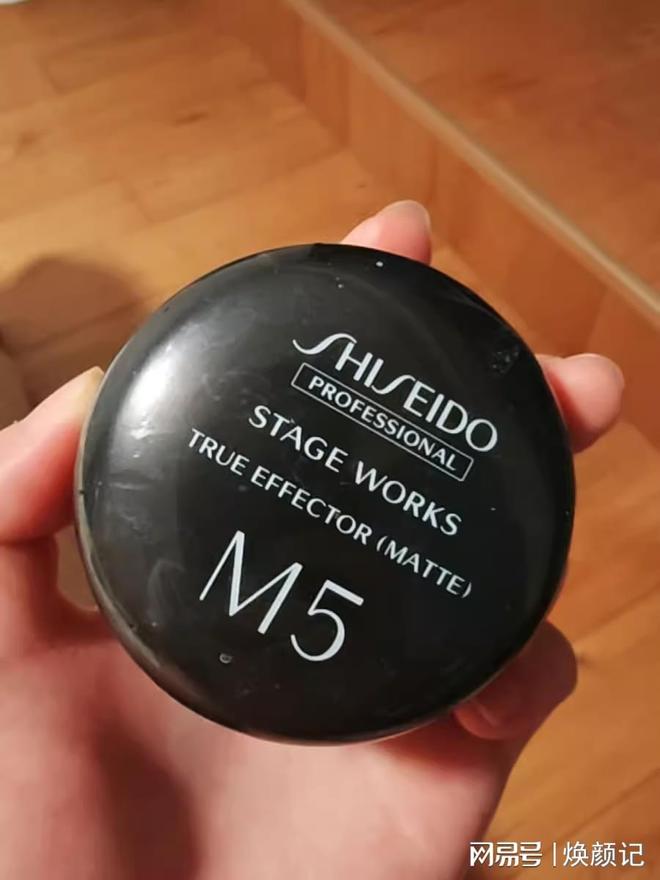 SHISEIDO
PROFESSIONAL
STAGE WORKS
TRUE EFFECTOR (MATTE)
M5
网易号 | 焕颜记